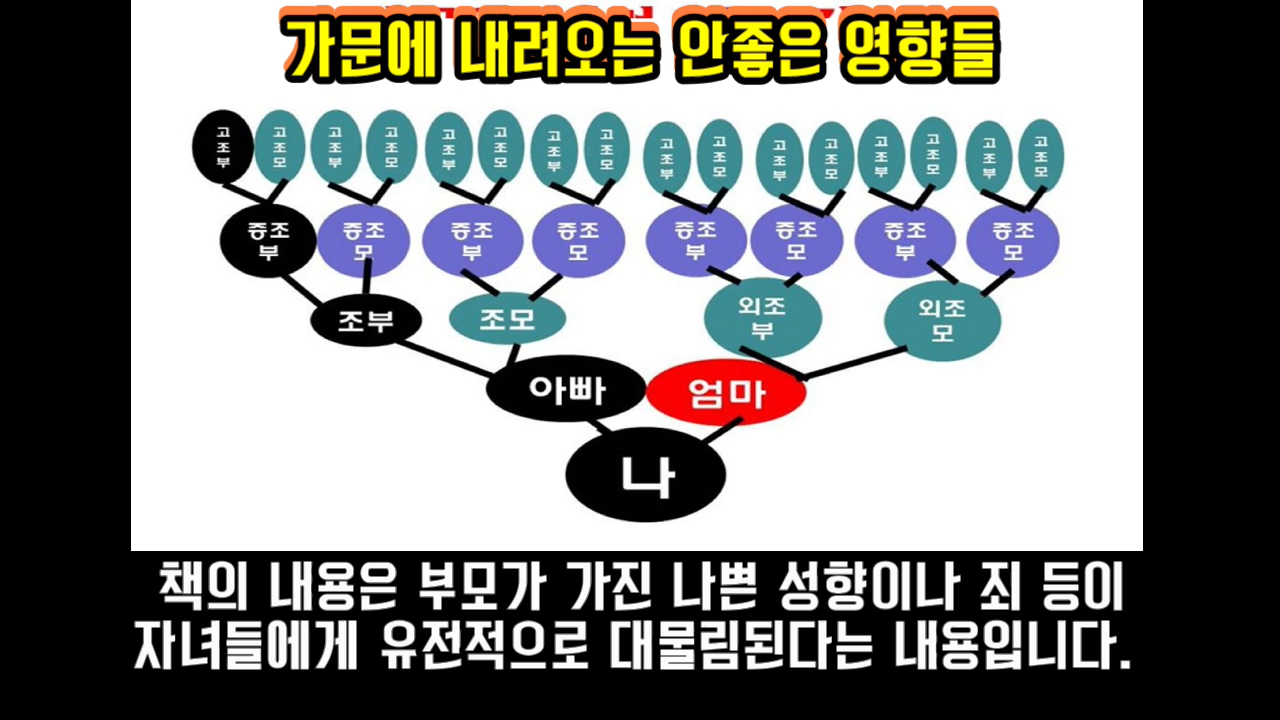 가문에 내려오는 안좋은 영향들
고조부 고조모 고조부 고조모 고조부 고조모 고조부 고조모 고조부 고조모 고조부 고조모 고조부 고조모 고조부 고조모
증조부 증조모 증조부 증조모 증조부 증조모 증조부 증조모
조부 조모 외조부 외조모
아빠 엄마
나
책의 내용은 부모가 가진 나쁜 성향이나 죄 등이
자녀들에게 유전적으로 대물림된다는 내용입니다.